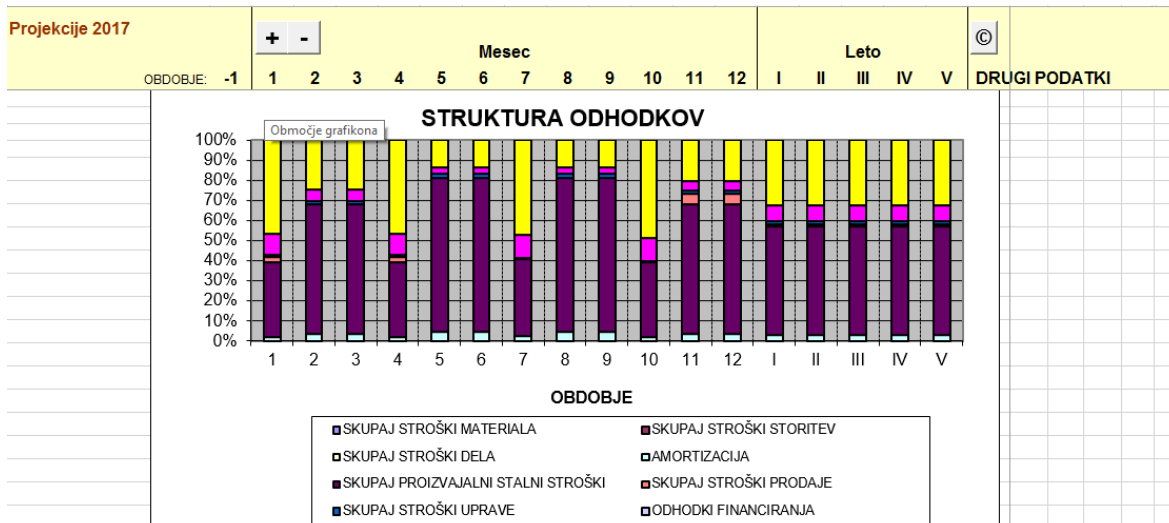 Projekcije 2017
+ -
Mesec Leto ©
OBDOBJE: -1 1 2 3 4 5 6 7 8 9 10 11 12 I II III IV V DRUGI PODATKI
STRUKTURA ODHODKOV
Območje grafikona
100%
90%
80%
70%
60%
50%
40%
30%
20%
10%
0%
1 2 3 4 5 6 7 8 9 10 11 12 I II III IV V
OBDOBJE
SKUPAJ STROŠKI MATERIALA SKUPAJ STROŠKI STORITEV
SKUPAJ STROŠKI DELA AMORTIZACIJA
SKUPAJ PROIZVAJALNI STALNI STROŠKI SKUPAJ STROŠKI PRODAJE
SKUPAJ STROŠKI UPRAVE ODHODKI FINANCIRANJA